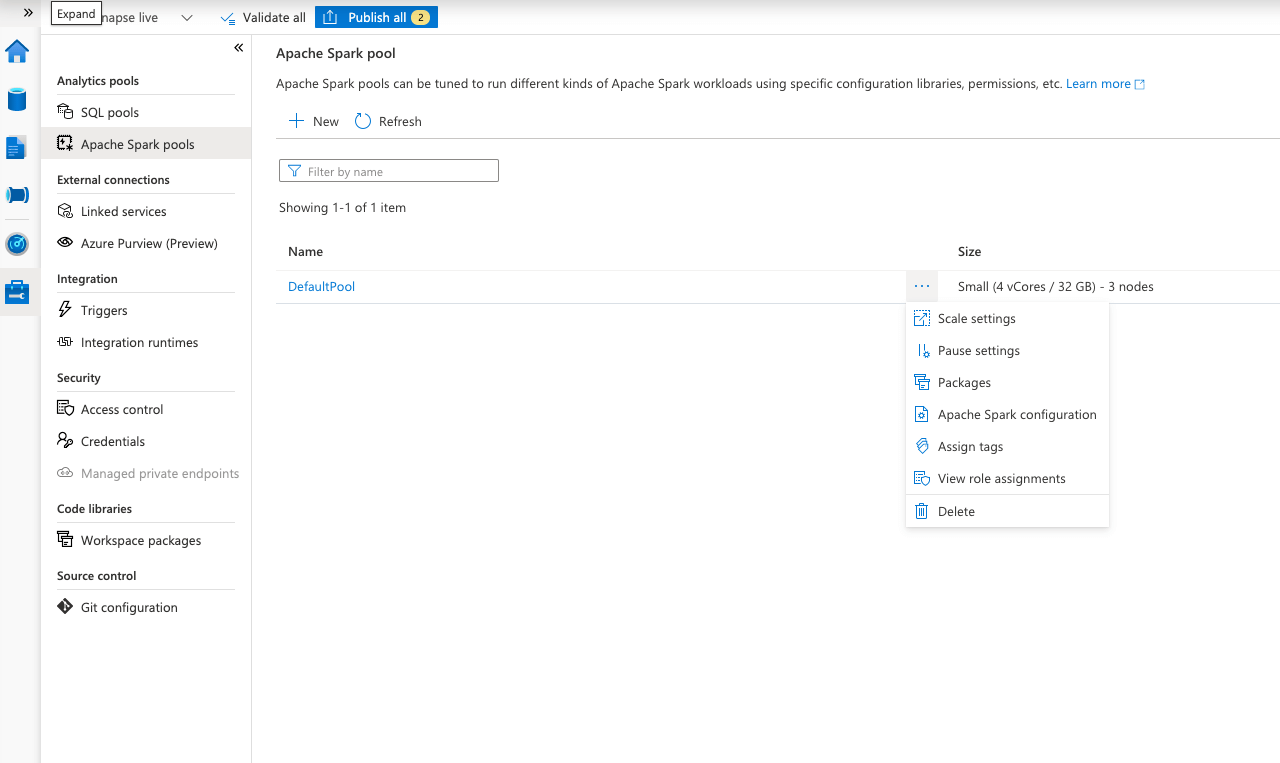 Expand
napse live
Validate all
Publish all 2
Analytics pools
SQL pools
Apache Spark pools
External connections
Linked services
Azure Purview (Preview)
Integration
Triggers
Integration runtimes
Security
Access control
Credentials
Managed private endpoints
Code libraries
Workspace packages
Source control
Git configuration
Apache Spark pool
Apache Spark pools can be tuned to run different kinds of Apache Spark workloads using specific configuration libraries, permissions, etc. Learn more
New Refresh
Filter by name
Showing 1-1 of 1 item
Name Size
DefaultPool ... Small (4 vCores / 32 GB) - 3 nodes
Scale settings
Pause settings
Packages
Apache Spark configuration
Assign tags
View role assignments
Delete